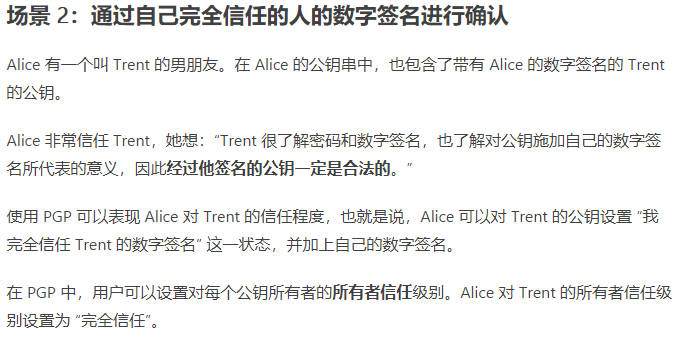 场景 2：通过自己完全信任的人的数字签名进行确认
Alice 有一个叫 Trent 的男朋友。在 Alice 的公钥串中，也包含了带有 Alice 的数字签名的 Trent
的公钥。
Alice 非常信任 Trent，她想：“Trent 很了解密码和数字签名，也了解对公钥施加自己的数字签
名所代表的意义，因此经过他签名的公钥一定是合法的。”
使用 PGP 可以表现 Alice 对 Trent 的信任程度，也就是说，Alice 可以对 Trent 的公钥设置 “我
完全信任 Trent 的数字签名” 这一状态，并加上自己的数字签名。
在 PGP 中，用户可以设置对每个公钥所有者的所有者信任级别。Alice 对 Trent 的所有者信任级
别设置为 “完全信任”。